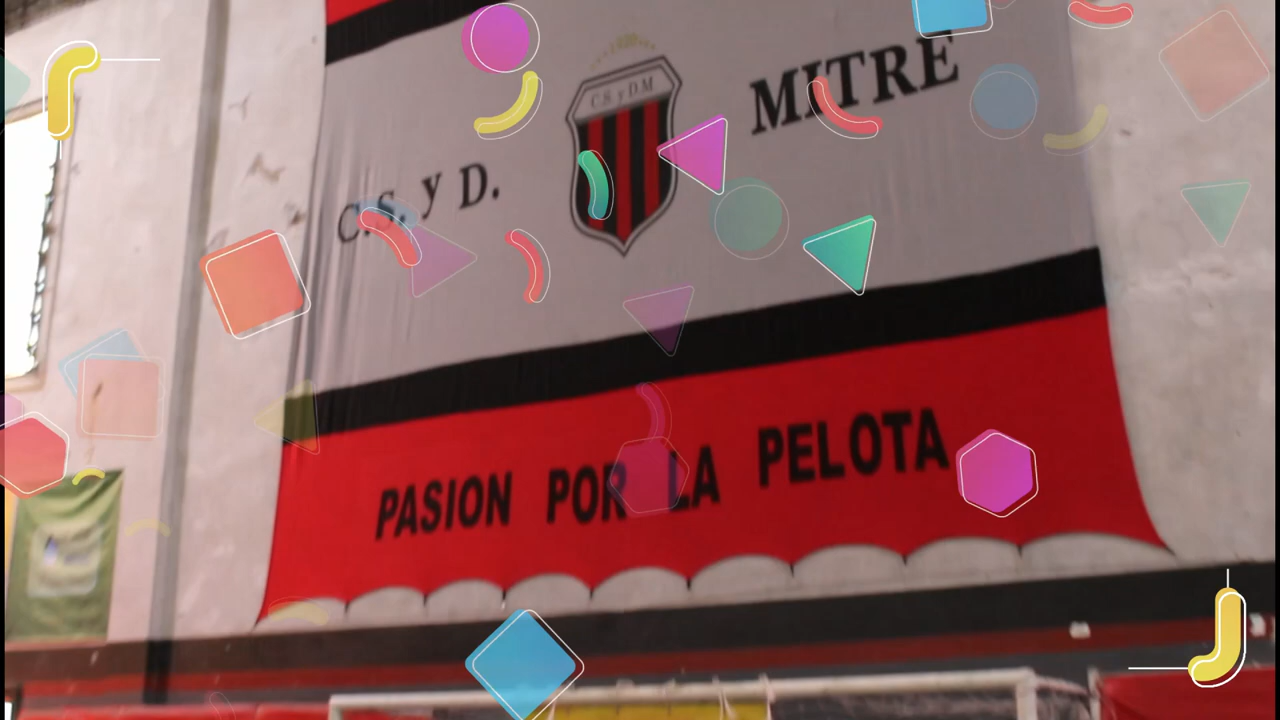 C.S. y D.
C.S. y D.M.
MITRE
PASION POR LA PELOTA